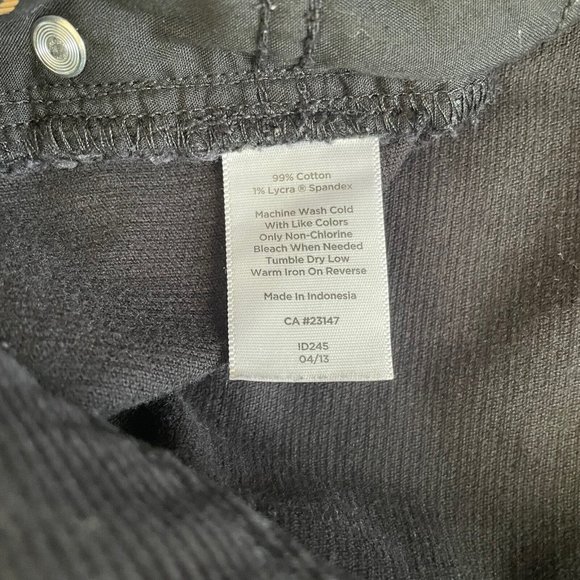 99% Cotton
1% Lycra ® Spandex
Machine Wash Cold
With Like Colors
Only Non-Chlorine
Bleach When Needed
Tumble Dry Low
Warm Iron On Reverse
Made In Indonesia
CA #23147
ID245
04/13